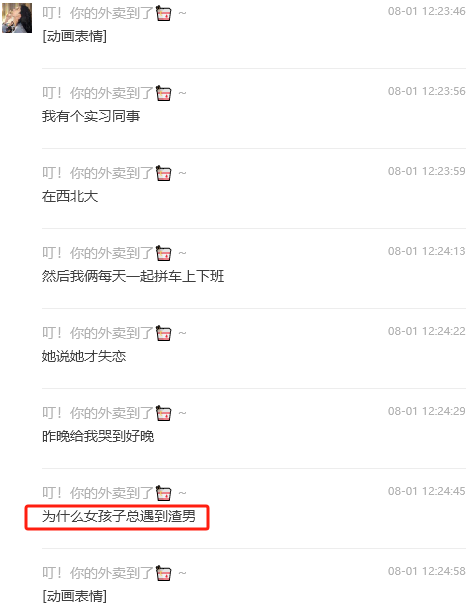 叮！你的外卖到了🧋 ~ 08-01 12:23:46
[动画表情]
叮！你的外卖到了🧋 ~ 08-01 12:23:56
我有个实习同事
叮！你的外卖到了🧋 ~ 08-01 12:23:59
在西北大
叮！你的外卖到了🧋 ~ 08-01 12:24:13
然后我俩每天一起拼车上下班
叮！你的外卖到了🧋 ~ 08-01 12:24:22
她说她才失恋
叮！你的外卖到了🧋 ~ 08-01 12:24:29
昨晚给我哭到好晚
叮！你的外卖到了🧋 ~ 08-01 12:24:45
为什么女孩子总遇到渣男
叮！你的外卖到了🧋 ~ 08-01 12:24:58
[动画表情]